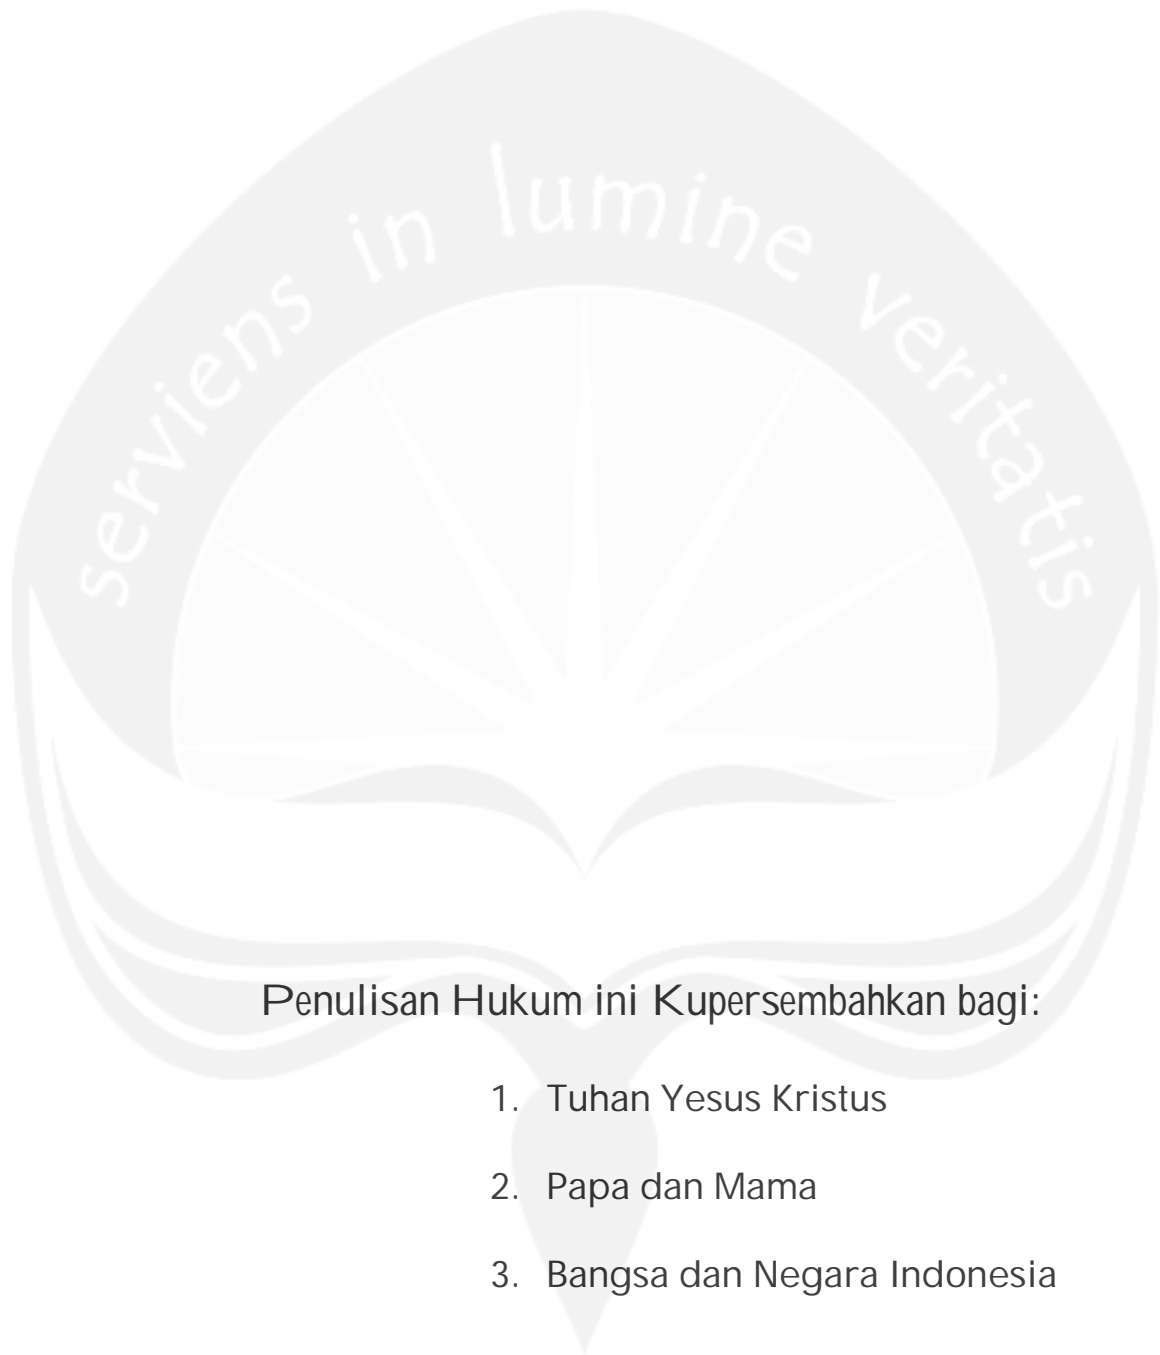 serviens in lumine veritatis
Penulisan Hukum ini Kupersembahkan bagi:
1. Tuhan Yesus Kristus
2. Papa dan Mama
3. Bangsa dan Negara Indonesia